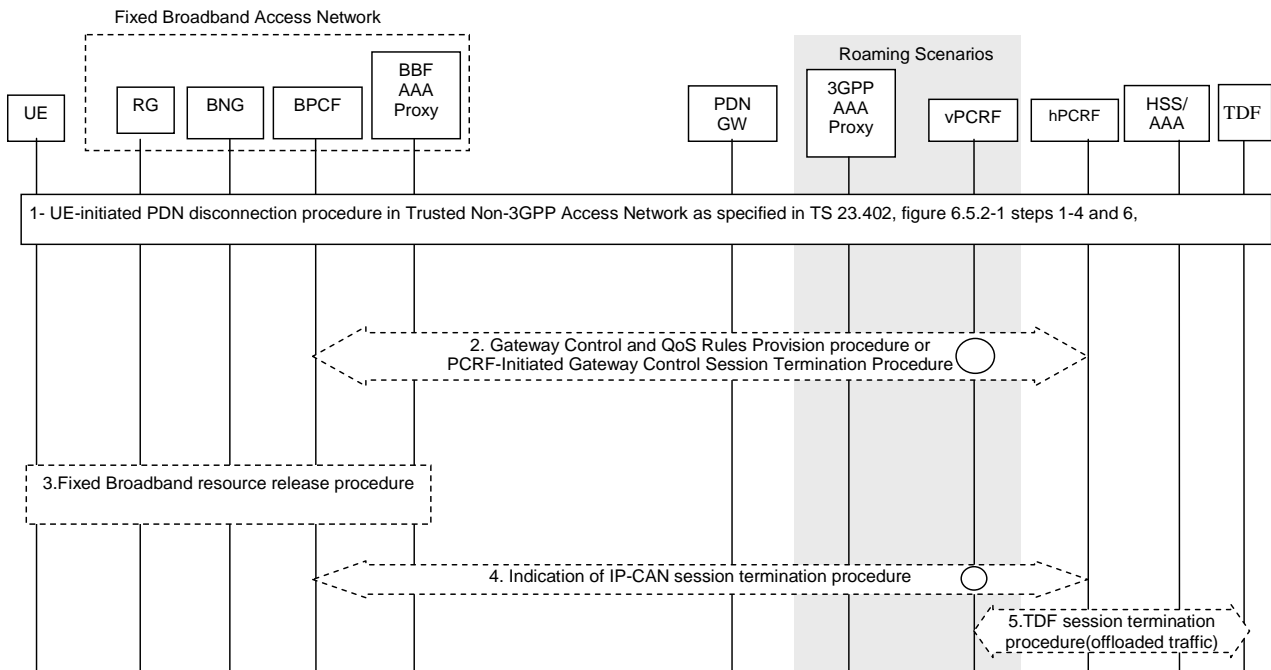 Fixed Broadband Access Network
Roaming Scenarios
UE
RG
BNG
BPCF
BBF
AAA
Proxy
PDN
GW
3GPP
AAA
Proxy
vPCRF
hPCRF
HSS/
AAA
TDF
1- UE-initiated PDN disconnection procedure in Trusted Non-3GPP Access Network as specified in TS 23.402, figure 6.5.2-1 steps 1-4 and 6,
2. Gateway Control and QoS Rules Provision procedure or
PCRF-Initiated Gateway Control Session Termination Procedure
3.Fixed Broadband resource release procedure
4. Indication of IP-CAN session termination procedure
5.TDF session termination
procedure(offloaded traffic)